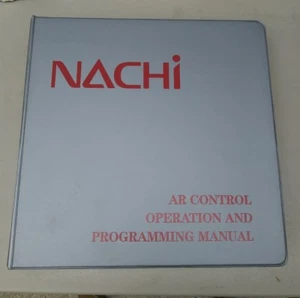 NACHi
AR CONTROL
OPERATION AND
PROGRAMMING MANUAL